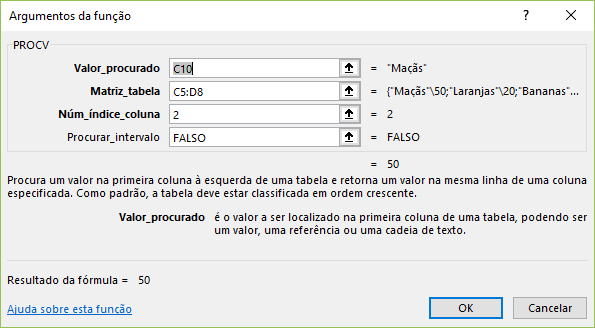 Argumentos da função ? ×
PROCV
Valor_procurado C10 = "Maçãs"
Matriz_tabela C5:D8 = {"Maçãs"\50;"Laranjas"\20;"Bananas"...
Núm_índice_coluna 2 = 2
Procurar_intervalo FALSO = FALSO
= 50
Procura um valor na primeira coluna à esquerda de uma tabela e retorna um valor na mesma linha de uma coluna
especificada. Como padrão, a tabela deve estar classificada em ordem crescente.
Valor_procurado é o valor a ser localizado na primeira coluna de uma tabela, podendo ser
um valor, uma referência ou uma cadeia de texto.
Resultado da fórmula = 50
Ajuda sobre esta função OK Cancelar